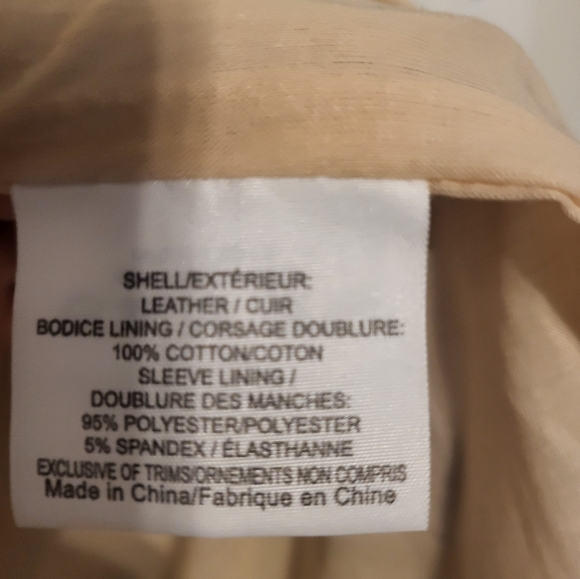 SHELL/EXTÉRIEUR:
LEATHER / CUIR
BODICE LINING / CORSAGE DOUBLURE:
100% COTTON/COTON
SLEEVE LINING /
DOUBLURE DES MANCHES:
95% POLYESTER/POLYESTER
5% SPANDEX / ÉLASTHANNE
EXCLUSIVE OF TRIMS/ORNEMENTS NON COMPRIS
Made in China/Fabrique en Chine